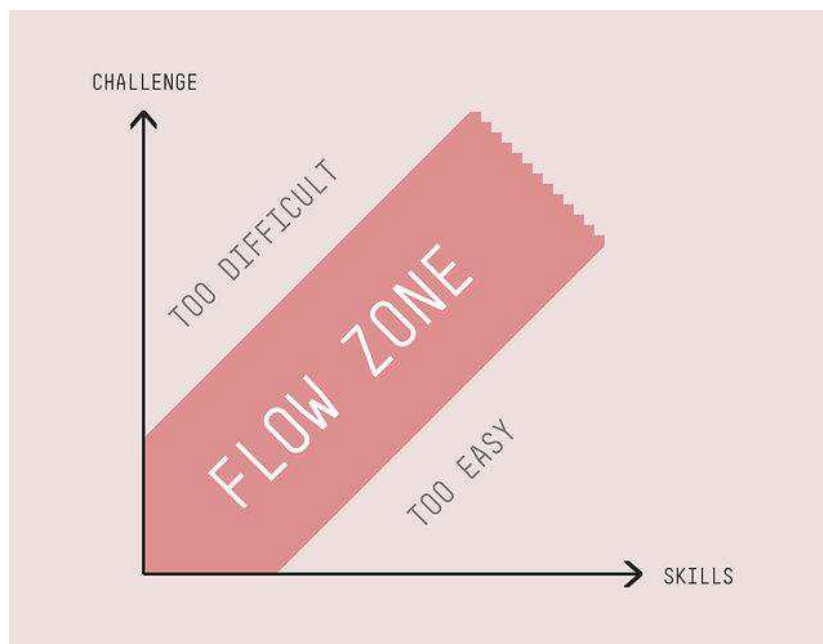 CHALLENGE
TOO DIFFICULT
FLOW ZONE
TOO EASY
SKILLS